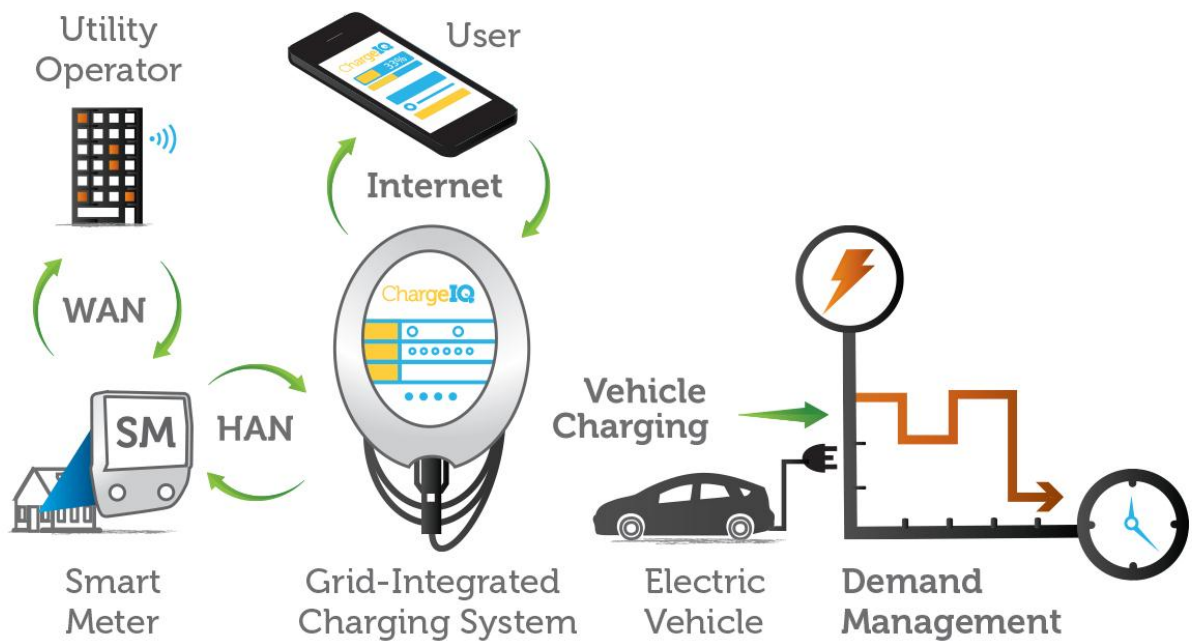 Utility
Operator
User
ChargeIQ
33%
Internet
WAN
ChargeIQ
SM
HAN
Vehicle
Charging
Smart
Meter
Grid-Integrated
Charging System
Electric
Vehicle
Demand
Management